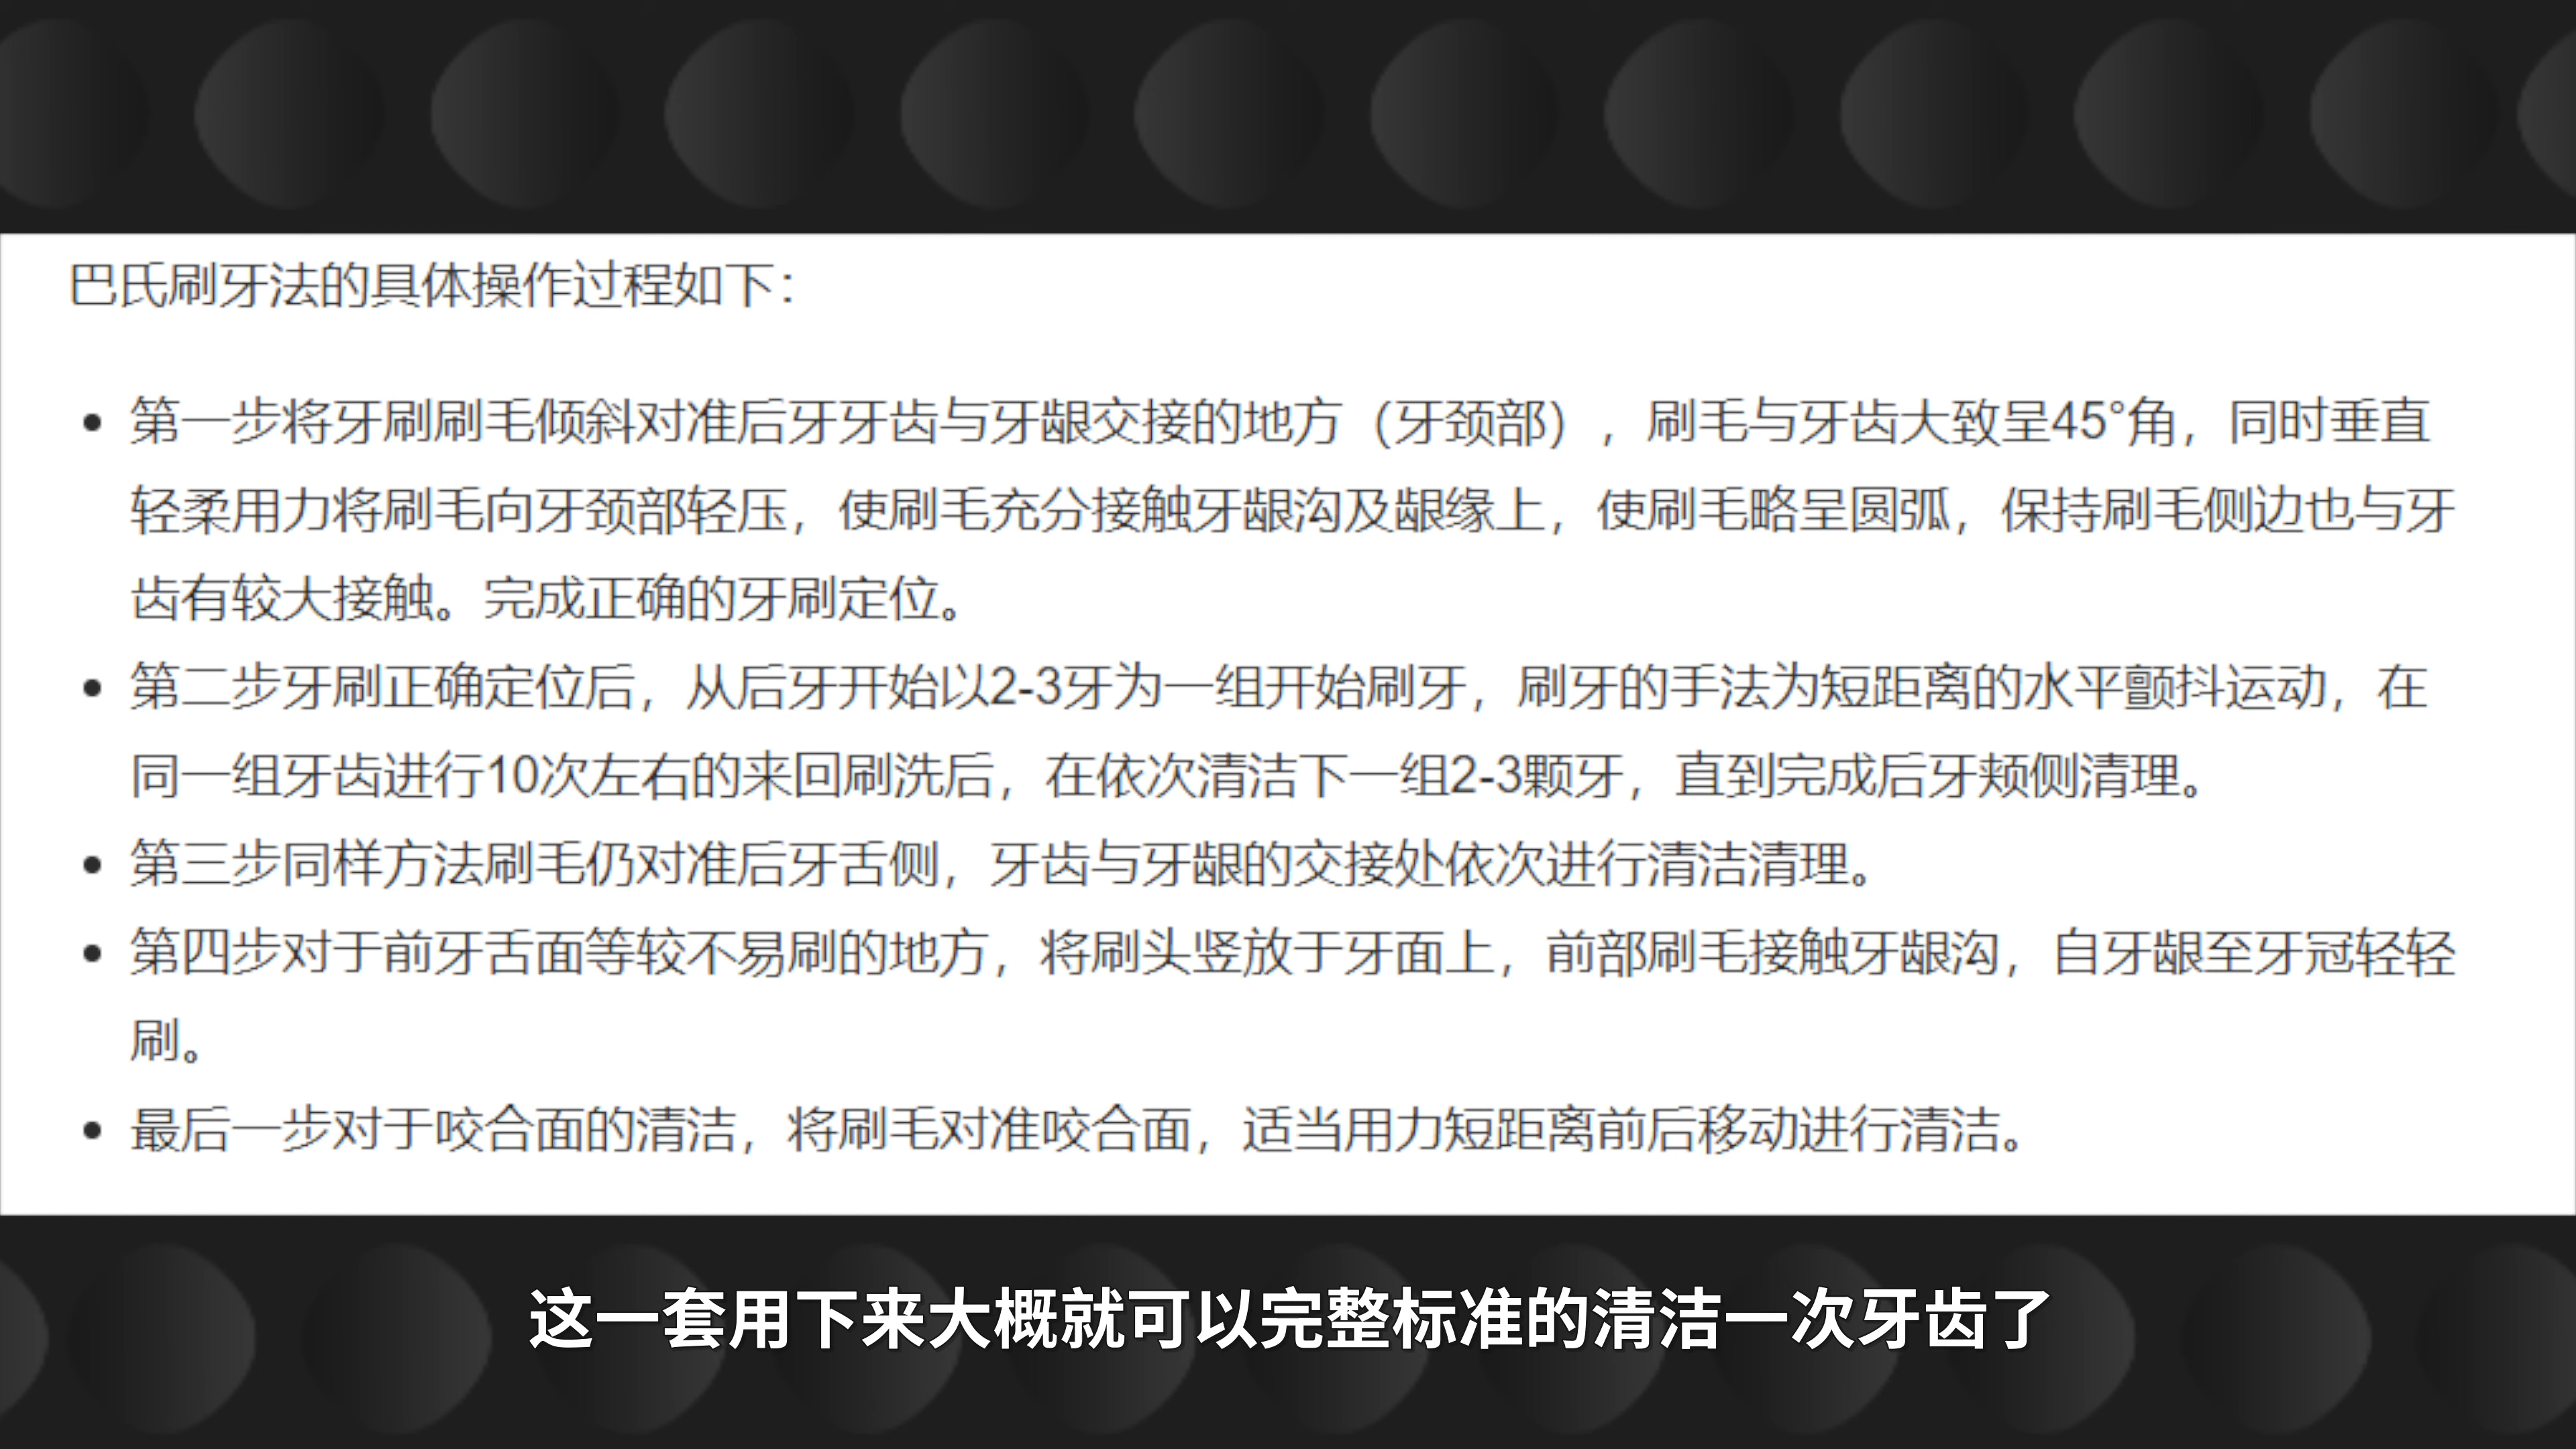 巴氏刷牙法的具体操作过程如下：
• 第一步将牙刷刷毛倾斜对准后牙牙齿与牙龈交接的地方（牙颈部），刷毛与牙齿大致呈45°角，同时垂直
轻柔用力将刷毛向牙颈部轻压，使刷毛充分接触牙龈沟及龈缘上，使刷毛略呈圆弧，保持刷毛侧边也与牙
齿有较大接触。完成正确的牙刷定位。
• 第二步牙刷正确定位后，从后牙开始以2-3牙为一组开始刷牙，刷牙的手法为短距离的水平颤抖运动，在
同一组牙齿进行10次左右的来回刷洗后，在依次清洁下一组2-3颗牙，直到完成后牙颊侧清理。
• 第三步同样方法刷毛仍对准后牙舌侧，牙齿与牙龈的交接处依次进行清洁清理。
• 第四步对于前牙舌面等较不易刷的地方，将刷头竖放于牙面上，前部刷毛接触牙龈沟，自牙龈至牙冠轻轻
刷。
• 最后一步对于咬合面的清洁，将刷毛对准咬合面，适当用力短距离前后移动进行清洁。
这一套用下来大概就可以完整标准的清洁一次牙齿了